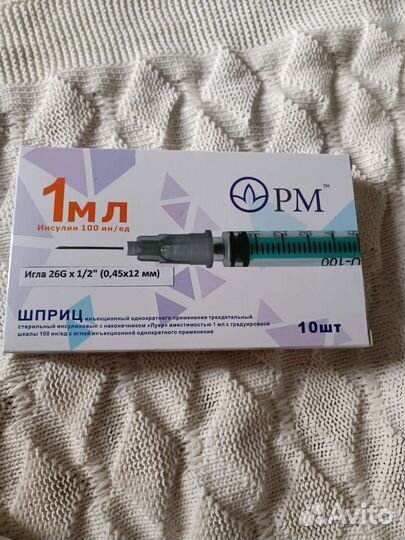 1мл
Инсулин 100 ин/ед
РМ™
U-100
Игла 26G x 1/2" (0,45x12 мм)
ШПРИЦ инъекционный однократного применения трехдетальный
стерильный инсулиновый с наконечником «Луер» вместимостью 1 мл с градуировкой
шкалы 100 ин/ед с иглой инъекционной однократного применения
10шт
Avito